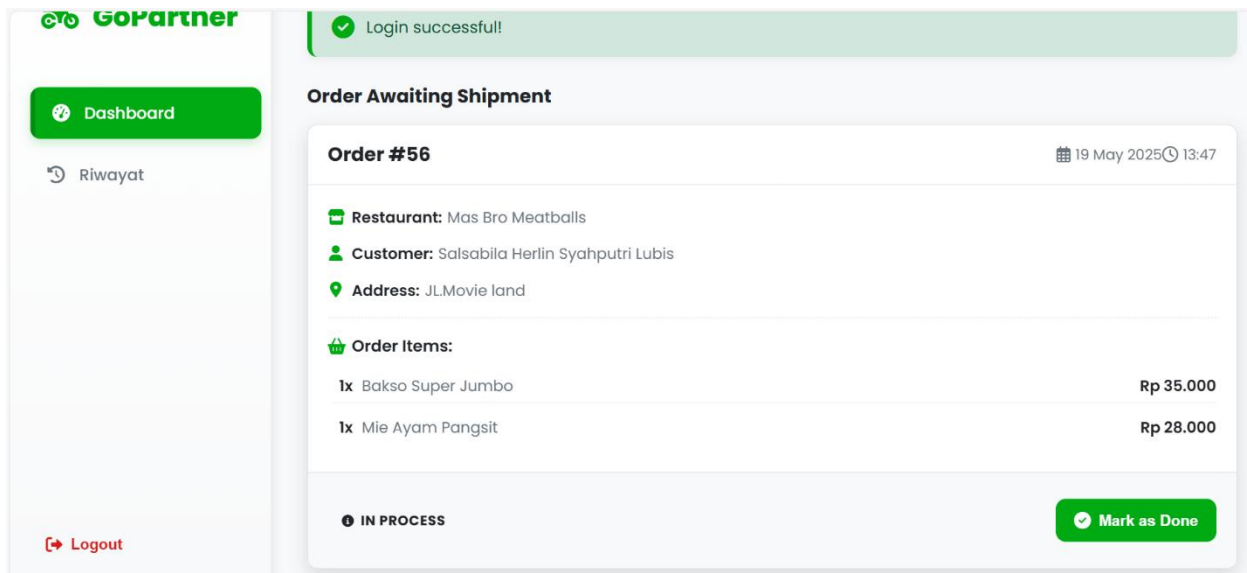 GoPartner
Dashboard
Riwayat
Logout
Login successful!
Order Awaiting Shipment
Order #56
19 May 2025 13:47
Restaurant: Mas Bro Meatballs
Customer: Salsabila Herlin Syahputri Lubis
Address: JL.Movie land
Order Items:
1x Bakso Super Jumbo Rp 35.000
1x Mie Ayam Pangsit Rp 28.000
IN PROCESS
Mark as Done